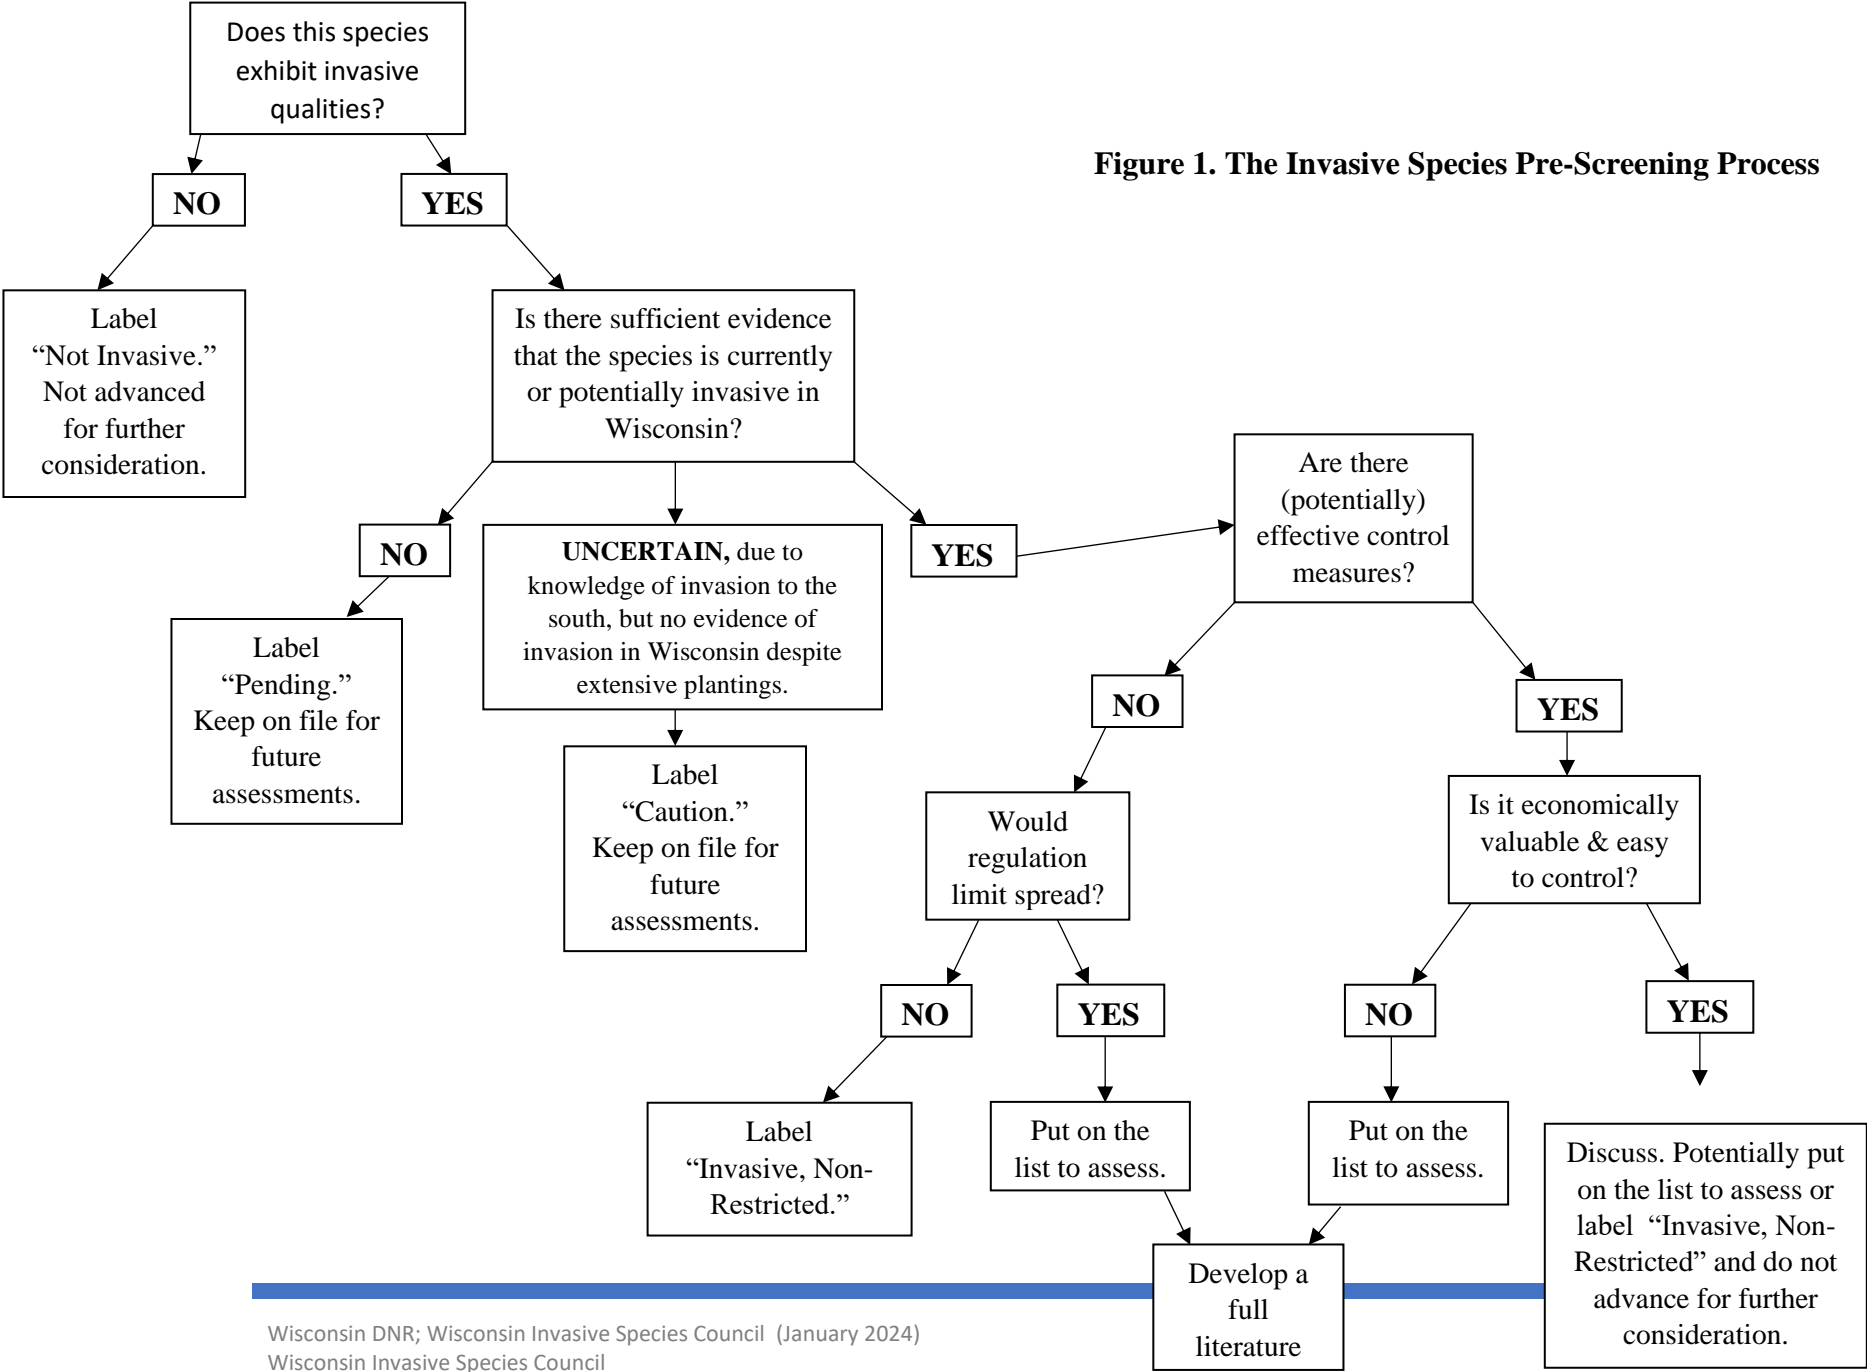 Does this species
exhibit invasive
qualities?
Figure 1. The Invasive Species Pre-Screening Process
NO
YES
Label
“Not Invasive.”
Not advanced
for further
consideration.
Is there sufficient evidence
that the species is currently
or potentially invasive in
Wisconsin?
NO
UNCERTAIN, due to
knowledge of invasion to the
south, but no evidence of
invasion in Wisconsin despite
extensive plantings.
YES
Are there
(potentially)
effective control
measures?
Label
“Pending.”
Keep on file for
future
assessments.
Label
“Caution.”
Keep on file for
future
assessments.
NO
YES
Would
regulation
limit spread?
Is it economically
valuable & easy
to control?
NO
YES
NO
YES
Label
“Invasive, Non-
Restricted.”
Put on the
list to assess.
Put on the
list to assess.
Discuss. Potentially put
on the list to assess or
label “Invasive, Non-
Restricted” and do not
advance for further
consideration.
Develop a
full
literature
Wisconsin DNR; Wisconsin Invasive Species Council (January 2024)
Wisconsin Invasive Species Council